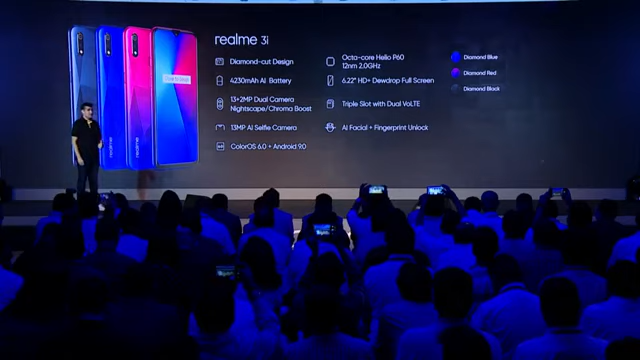 realme 3i
Diamond-cut Design
4230mAh AI Battery
13+2MP Dual Camera
Nightscape/Chroma Boost
13MP AI Selfie Camera
ColorOS 6.0 + Android 9.0
Octa-core Helio P60
12nm 2.0GHz
6.22" HD+ Dewdrop Full Screen
Triple Slot with Dual VoLTE
AI Facial + Fingerprint Unlock
Diamond Blue
Diamond Red
Diamond Black
realme
realme